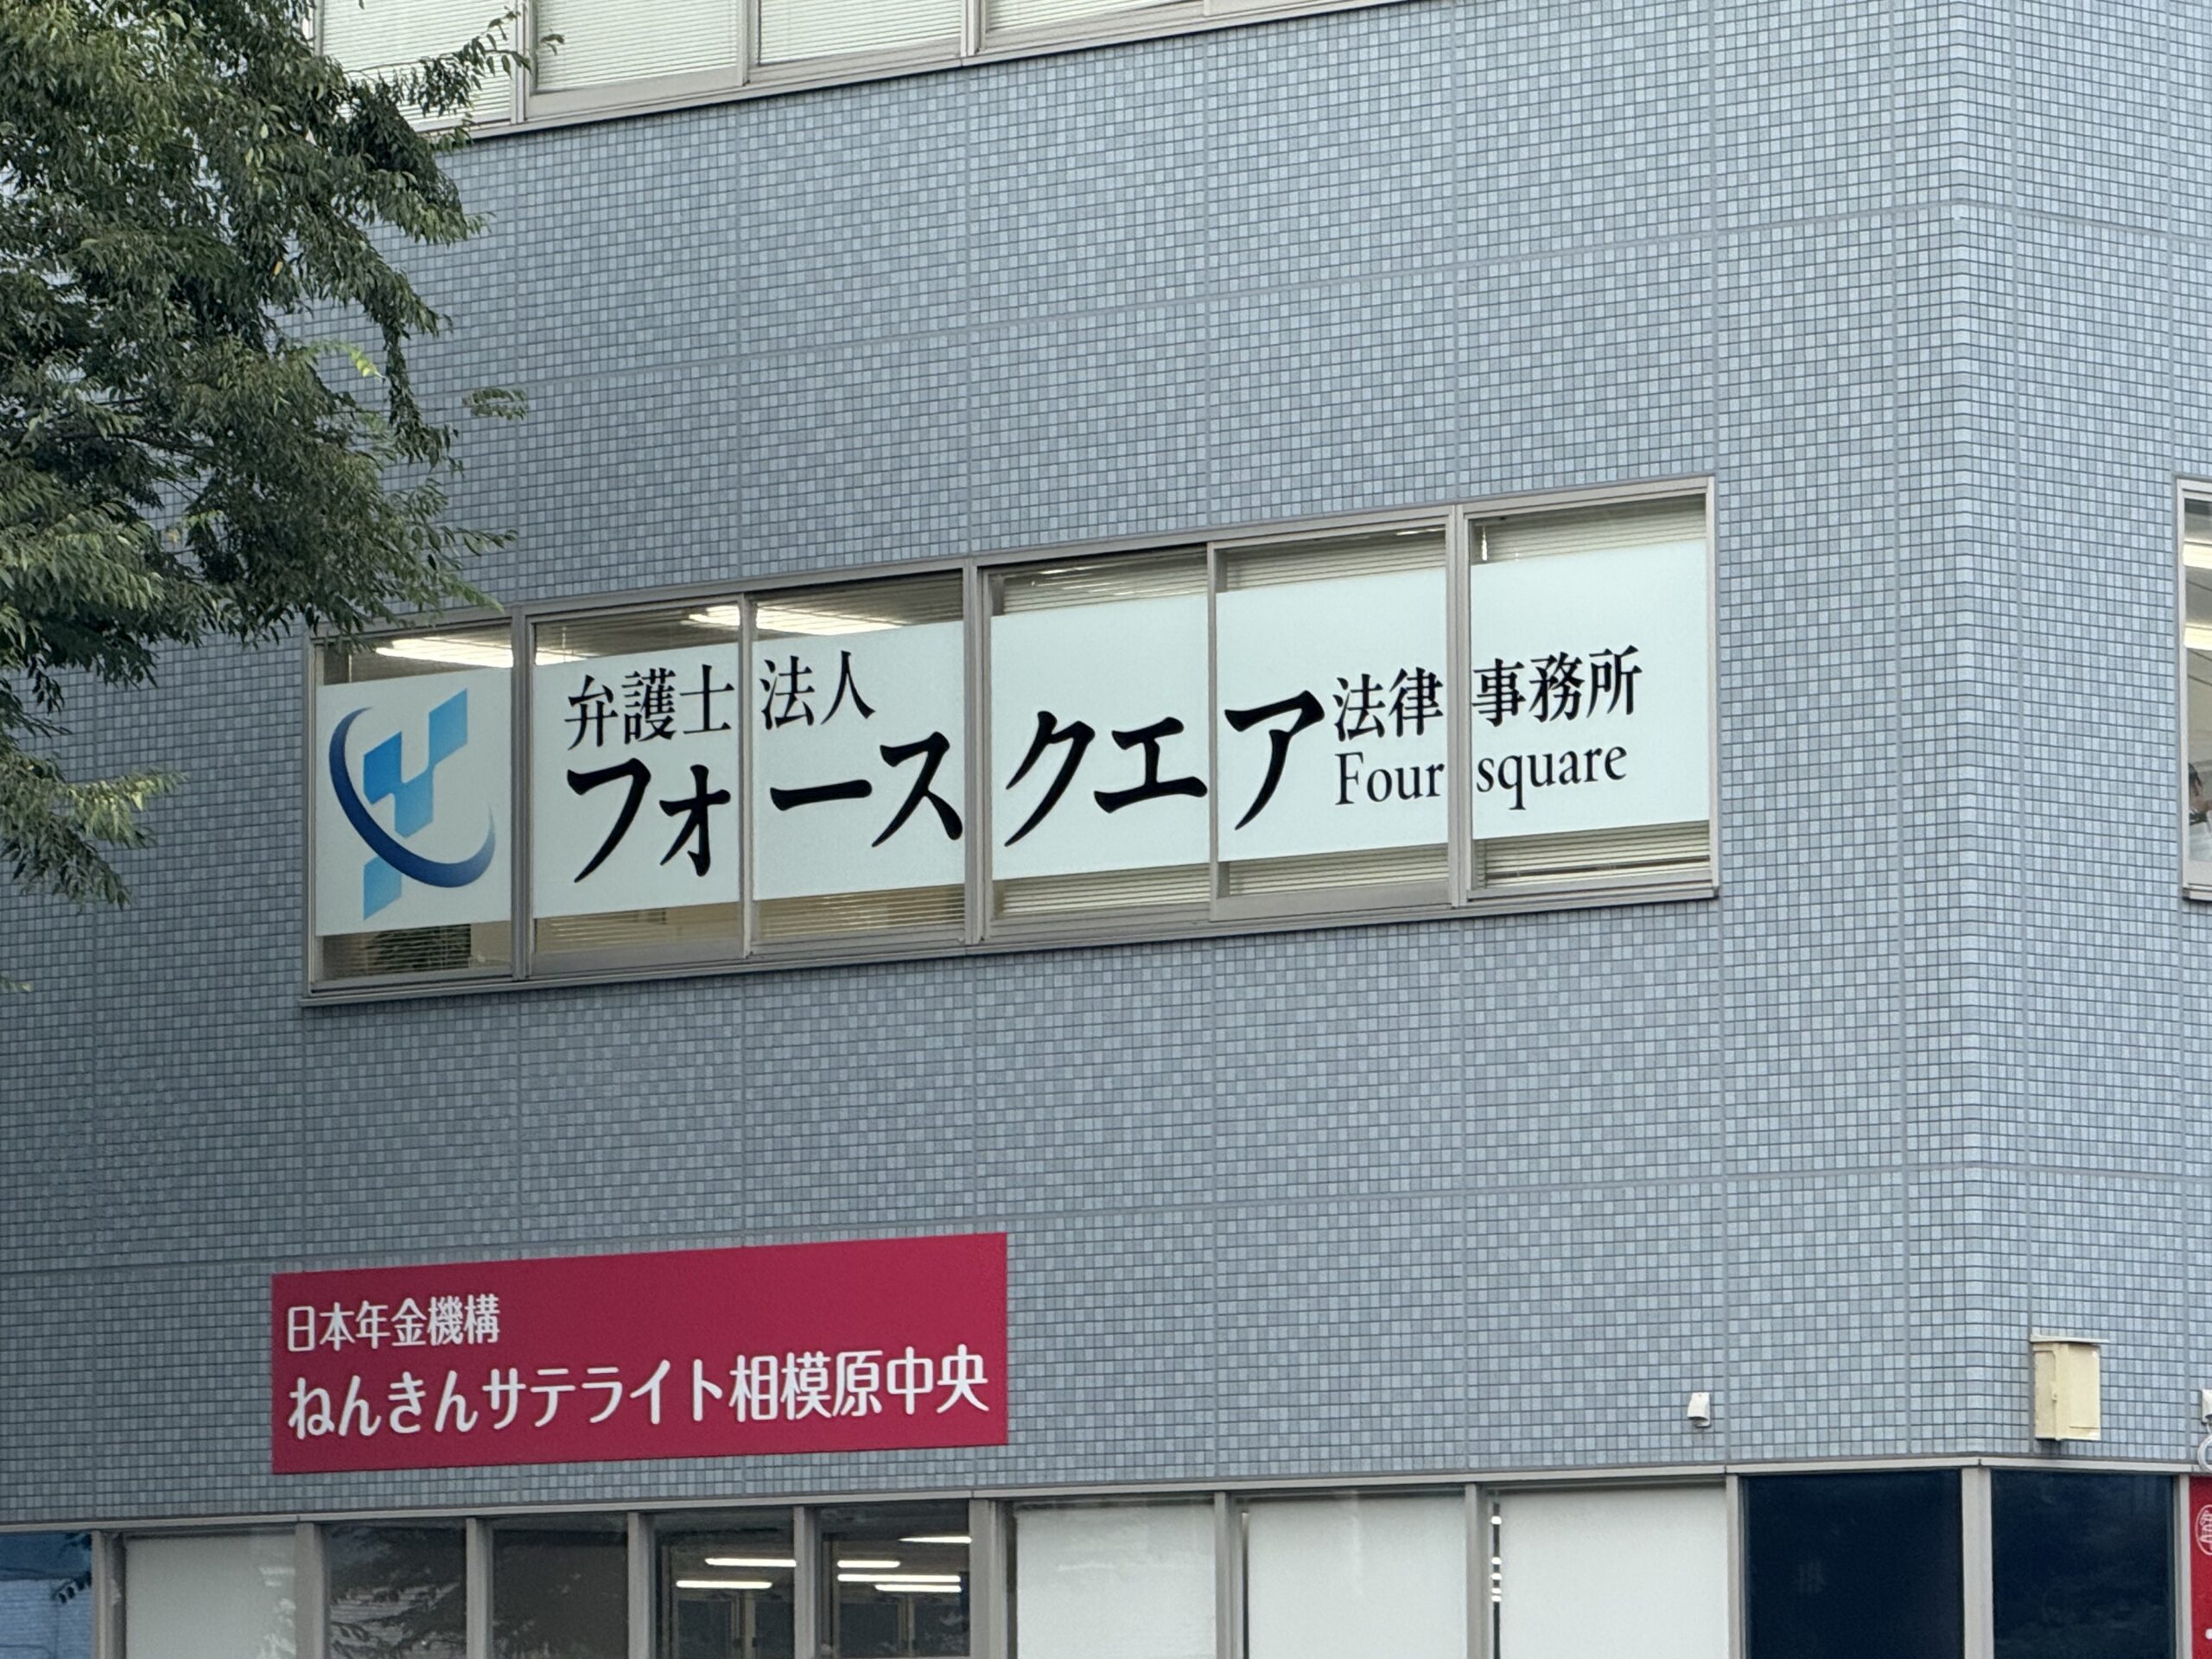 弁護士法人
フォースクエア法律事務所
Foursquare
日本年金機構
ねんきんサテライト相模原中央